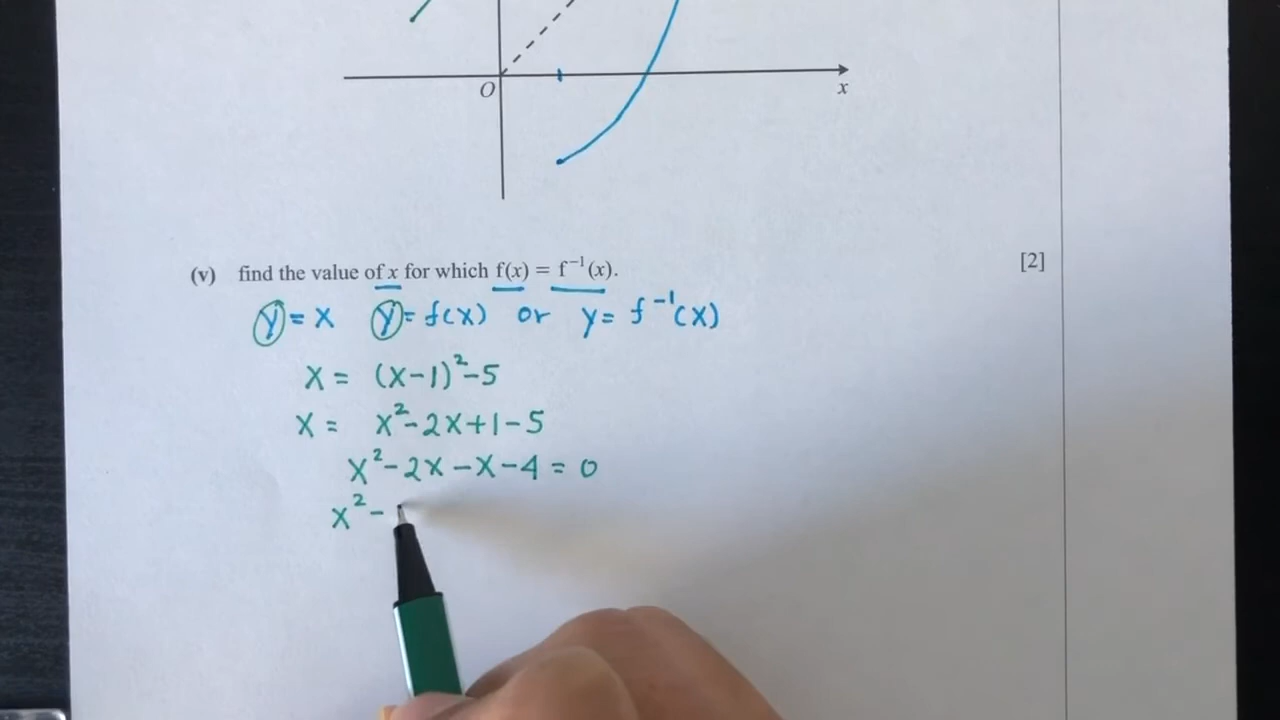 O
x
(v) find the value of x for which f(x) = f⁻¹(x). [2]
y = x y = f(x) or y = f⁻¹(x)
x = (x-1)²-5
x = x²-2x+1-5
x²-2x-x-4 = 0
x²-